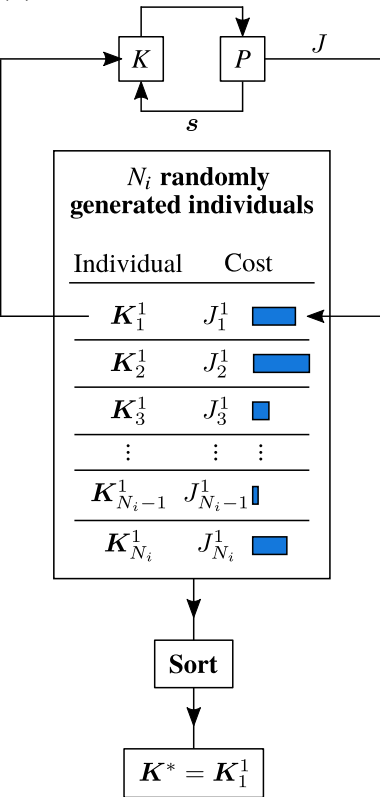 K P J
s
N_i randomly
generated individuals
Individual Cost
K_1^1 J_1^1
K_2^1 J_2^1
K_3^1 J_3^1
⋮ ⋮ ⋮
K_{N_i-1}^1 J_{N_i-1}^1
K_{N_i}^1 J_{N_i}^1
Sort
K^* = K_1^1